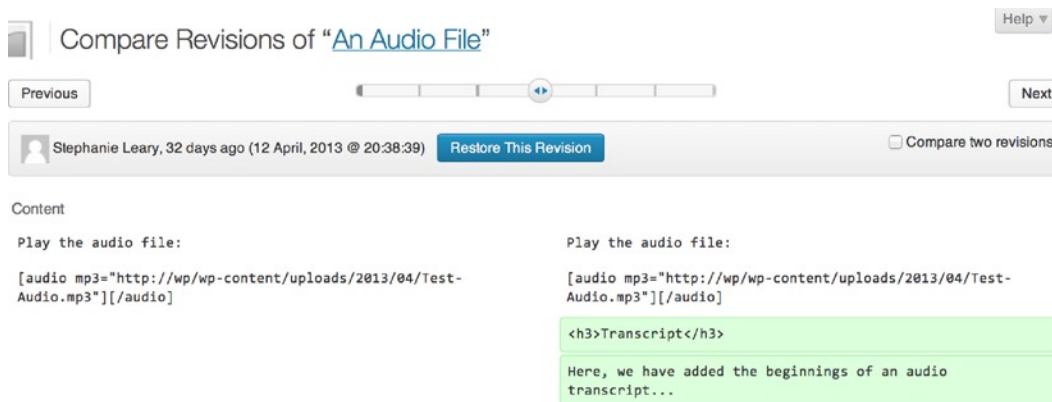 Help ▼
Compare Revisions of “An Audio File”
Previous
Next
Stephanie Leary, 32 days ago (12 April, 2013 @ 20:38:39)
Restore This Revision
Compare two revisions
Content
Play the audio file:
[audio mp3="http://wp/wp-content/uploads/2013/04/Test-
Audio.mp3"][/audio]
Play the audio file:
[audio mp3="http://wp/wp-content/uploads/2013/04/Test-
Audio.mp3"][/audio]
<h3>Transcript</h3>
Here, we have added the beginnings of an audio
transcript...